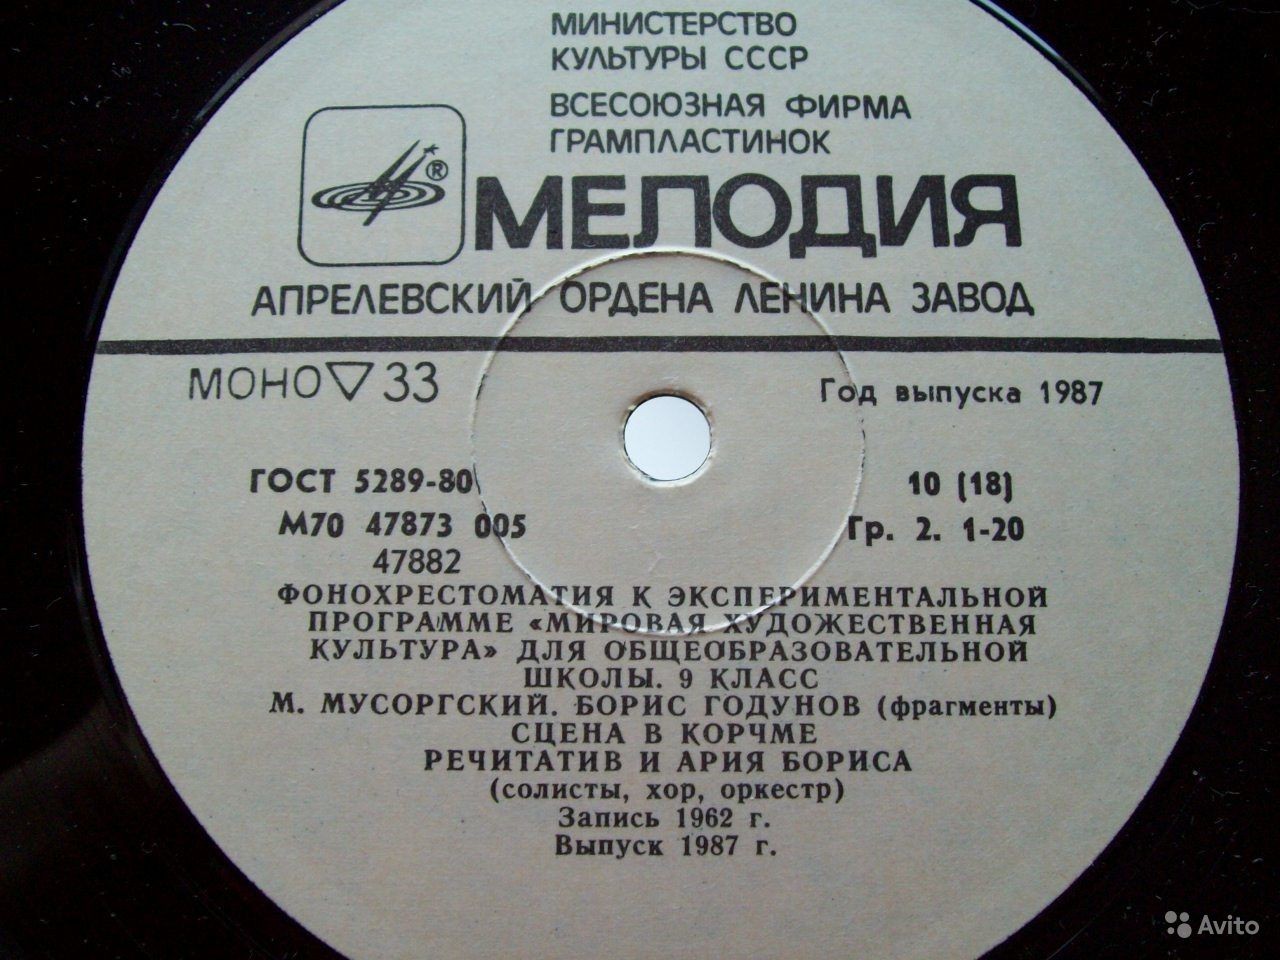 МИНИСТЕРСТВО
КУЛЬТУРЫ СССР
ВСЕСОЮЗНАЯ ФИРМА
ГРАМПЛАСТИНОК
®
МЕЛОДИЯ
АПРЕЛЕВСКИЙ ОРДЕНА ЛЕНИНА ЗАВОД
МОНО ▽ 33
Год выпуска 1987
ГОСТ 5289-80
10 (18)
М70 47873 005
Гр. 2. 1-20
47882
ФОНОХРЕСТОМАТИЯ К ЭКСПЕРИМЕНТАЛЬНОЙ
ПРОГРАММЕ «МИРОВАЯ ХУДОЖЕСТВЕННАЯ
КУЛЬТУРА» ДЛЯ ОБЩЕОБРАЗОВАТЕЛЬНОЙ
ШКОЛЫ. 9 КЛАСС
М. МУСОРГСКИЙ. БОРИС ГОДУНОВ (фрагменты)
СЦЕНА В КОРЧМЕ
РЕЧИТАТИВ И АРИЯ БОРИСА
(солисты, хор, оркестр)
Запись 1962 г.
Выпуск 1987 г.
Avito